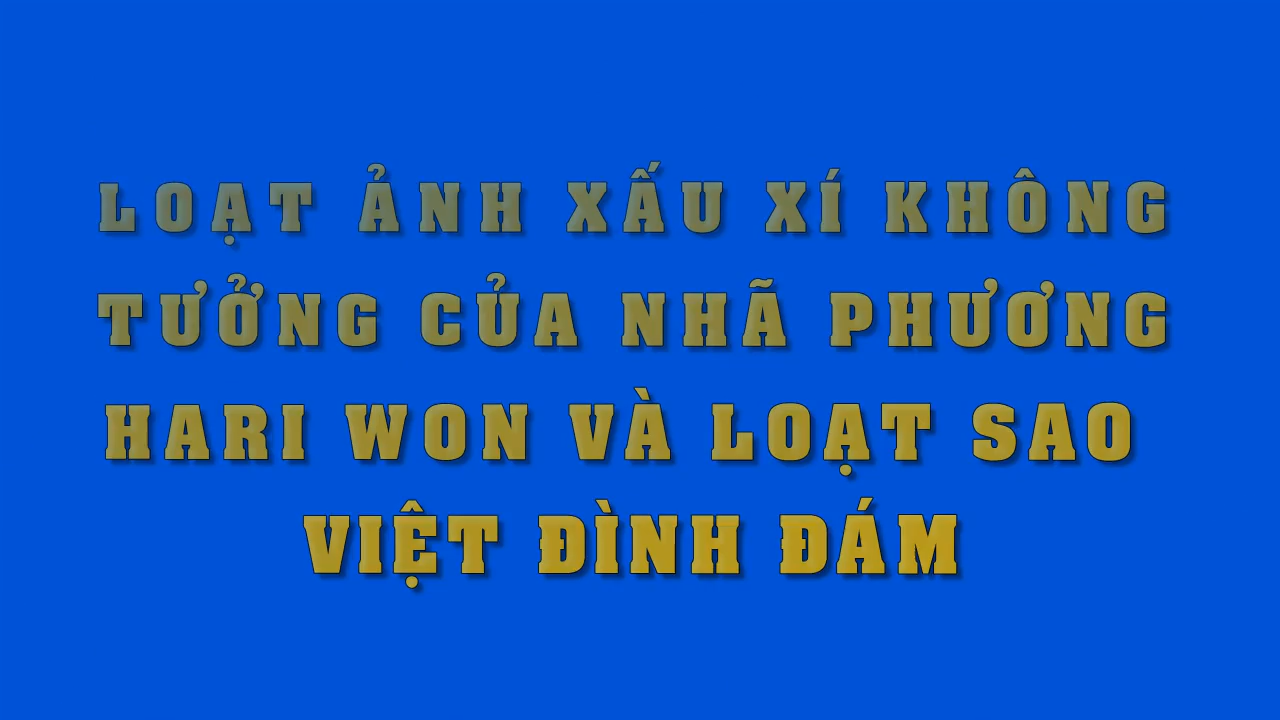 LOẠT ẢNH XẤU XÍ KHÔNG
TƯỞNG CỦA NHÃ PHƯƠNG
HARI WON VÀ LOẠT SAO
VIỆT ĐÌNH ĐÁM